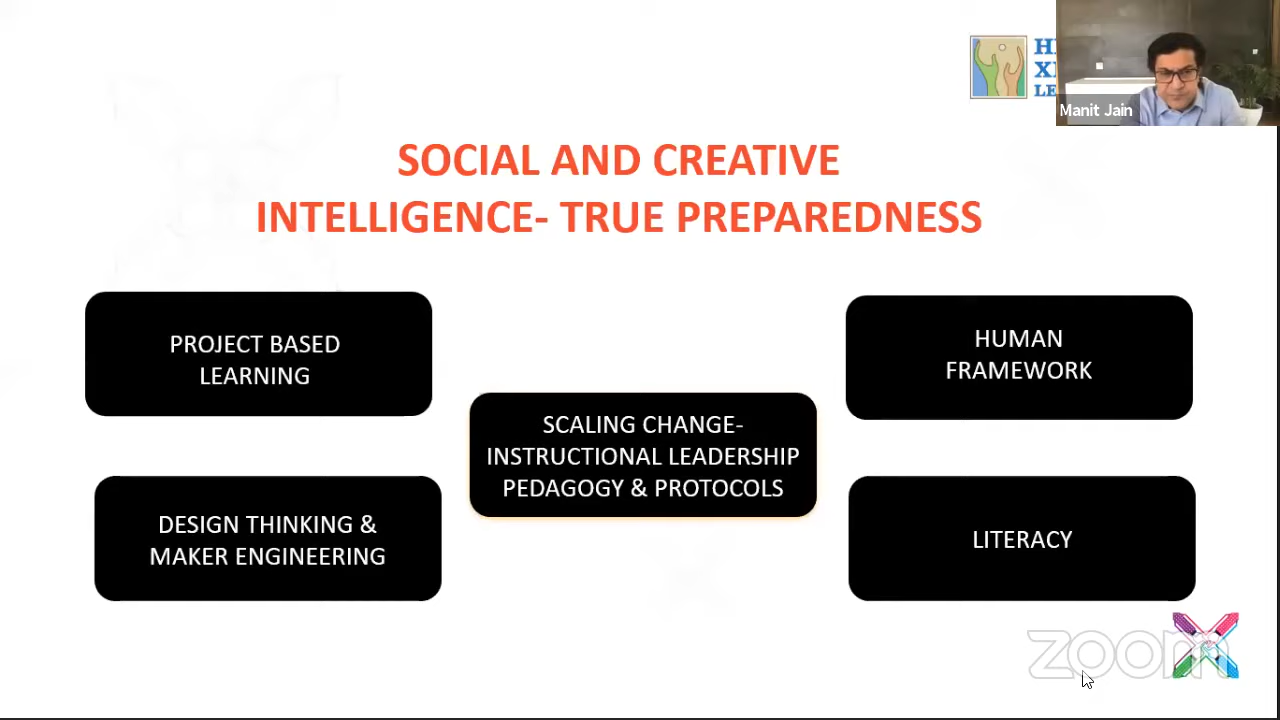 Manit Jain
SOCIAL AND CREATIVE
INTELLIGENCE- TRUE PREPAREDNESS
PROJECT BASED
LEARNING
HUMAN
FRAMEWORK
SCALING CHANGE-
INSTRUCTIONAL LEADERSHIP
PEDAGOGY & PROTOCOLS
DESIGN THINKING &
MAKER ENGINEERING
LITERACY
zoom